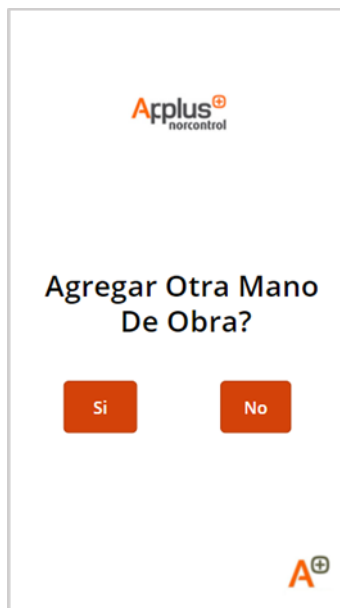 Applus+
norcontrol
Agregar Otra Mano
De Obra?
Si
No
A+